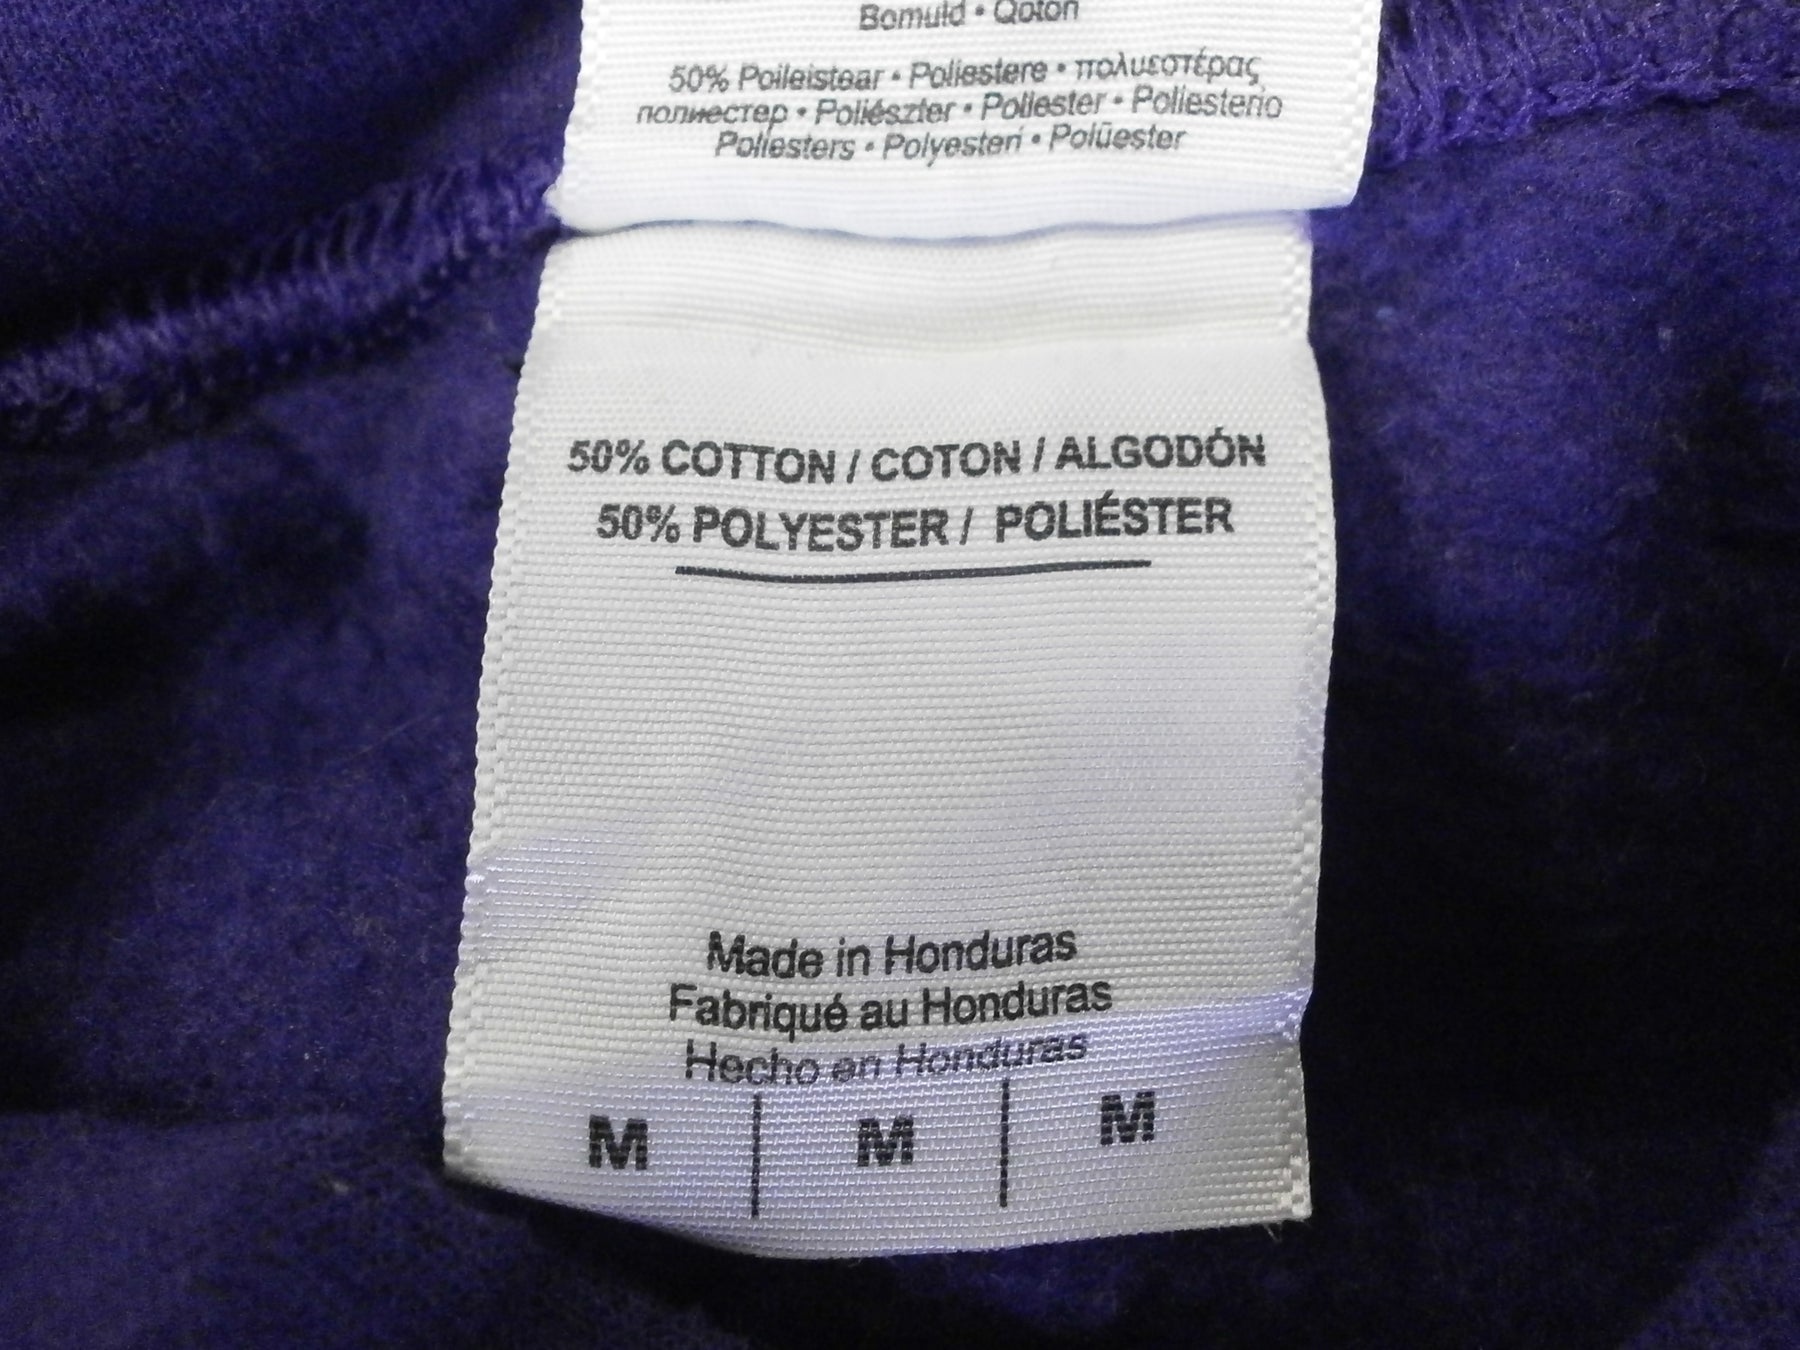 Bomuld • Qoton
50% Poileistear • Poliestere • πολυεστέρας
полиестер • Poliészter • Poliester • Poliesterio
Poliesters • Polyesteri • Polüester
50% COTTON / COTON / ALGODÓN
50% POLYESTER / POLIÉSTER
Made in Honduras
Fabriqué au Honduras
Hecho en Honduras
M | M | M